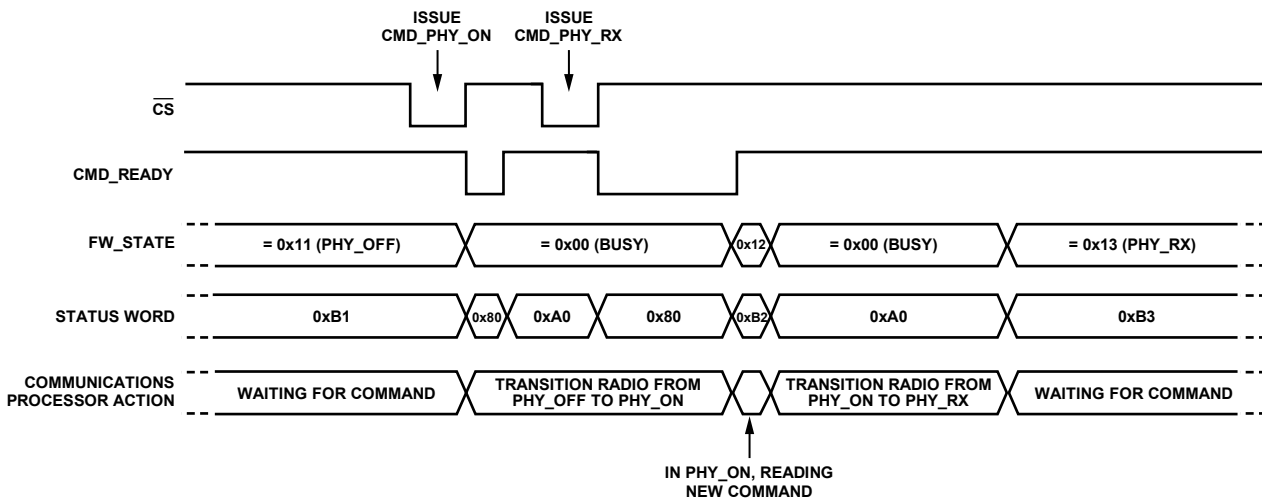 ISSUE
CMD_PHY_ON
ISSUE
CMD_PHY_RX
CS
CMD_READY
FW_STATE
= 0x11 (PHY_OFF)
= 0x00 (BUSY)
0x12
= 0x00 (BUSY)
= 0x13 (PHY_RX)
STATUS WORD
0xB1
0x80
0xA0
0x80
0xB2
0xA0
0xB3
COMMUNICATIONS
PROCESSOR ACTION
WAITING FOR COMMAND
TRANSITION RADIO FROM
PHY_OFF TO PHY_ON
TRANSITION RADIO FROM
PHY_ON TO PHY_RX
WAITING FOR COMMAND
IN PHY_ON, READING
NEW COMMAND